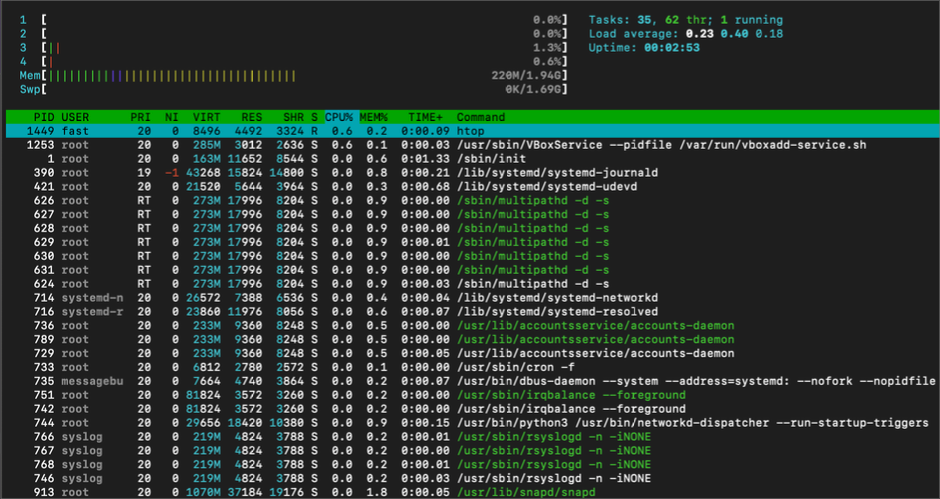 1 [ 0.0%] Tasks: 35, 62 thr; 1 running
2 [ 0.0%] Load average: 0.23 0.40 0.18
3 [|| 1.3%] Uptime: 00:02:53
4 [| 0.6%]
Mem[||||||||||||||||||||||||||||||||||||| 220M/1.94G]
Swp[ 0K/1.69G]
PID USER PRI NI VIRT RES SHR S CPU% MEM% TIME+ Command
1449 fast 20 0 8496 4492 3324 R 0.6 0.2 0:00.09 htop
1253 root 20 0 285M 3012 2636 S 0.6 0.1 0:00.03 /usr/sbin/VBoxService --pidfile /var/run/vboxadd-service.sh
1 root 20 0 163M 11652 8544 S 0.0 0.6 0:01.33 /sbin/init
390 root 19 -1 43268 15824 14800 S 0.0 0.8 0:00.21 /lib/systemd/systemd-journald
421 root 20 0 21520 5644 3964 S 0.0 0.3 0:00.68 /lib/systemd/systemd-udevd
626 root RT 0 273M 17996 8204 S 0.0 0.9 0:00.00 /sbin/multipathd -d -s
627 root RT 0 273M 17996 8204 S 0.0 0.9 0:00.00 /sbin/multipathd -d -s
628 root RT 0 273M 17996 8204 S 0.0 0.9 0:00.00 /sbin/multipathd -d -s
629 root RT 0 273M 17996 8204 S 0.0 0.9 0:00.01 /sbin/multipathd -d -s
630 root RT 0 273M 17996 8204 S 0.0 0.9 0:00.00 /sbin/multipathd -d -s
631 root RT 0 273M 17996 8204 S 0.0 0.9 0:00.00 /sbin/multipathd -d -s
624 root RT 0 273M 17996 8204 S 0.0 0.9 0:00.03 /sbin/multipathd -d -s
714 systemd-n 20 0 26572 7388 6536 S 0.0 0.4 0:00.04 /lib/systemd/systemd-networkd
716 systemd-r 20 0 23860 11976 8056 S 0.0 0.6 0:00.07 /lib/systemd/systemd-resolved
736 root 20 0 233M 9360 8248 S 0.0 0.5 0:00.00 /usr/lib/accountsservice/accounts-daemon
789 root 20 0 233M 9360 8248 S 0.0 0.5 0:00.00 /usr/lib/accountsservice/accounts-daemon
729 root 20 0 233M 9360 8248 S 0.0 0.5 0:00.05 /usr/lib/accountsservice/accounts-daemon
733 root 20 0 6812 2780 2572 S 0.0 0.1 0:00.00 /usr/sbin/cron -f
735 messagebu 20 0 7664 4740 3864 S 0.0 0.2 0:00.07 /usr/bin/dbus-daemon --system --address=systemd: --nofork --nopidfile
751 root 20 0 81824 3572 3260 S 0.0 0.2 0:00.00 /usr/sbin/irqbalance --foreground
742 root 20 0 81824 3572 3260 S 0.0 0.2 0:00.01 /usr/sbin/irqbalance --foreground
744 root 20 0 29656 18420 10380 S 0.0 0.9 0:00.15 /usr/bin/python3 /usr/bin/networkd-dispatcher --run-startup-triggers
766 syslog 20 0 219M 4824 3788 S 0.0 0.2 0:00.01 /usr/sbin/rsyslogd -n -iNONE
767 syslog 20 0 219M 4824 3788 S 0.0 0.2 0:00.00 /usr/sbin/rsyslogd -n -iNONE
768 syslog 20 0 219M 4824 3788 S 0.0 0.2 0:00.01 /usr/sbin/rsyslogd -n -iNONE
746 syslog 20 0 219M 4824 3788 S 0.0 0.2 0:00.03 /usr/sbin/rsyslogd -n -iNONE
913 root 20 0 1070M 37184 19176 S 0.0 1.8 0:00.05 /usr/lib/snapd/snapd